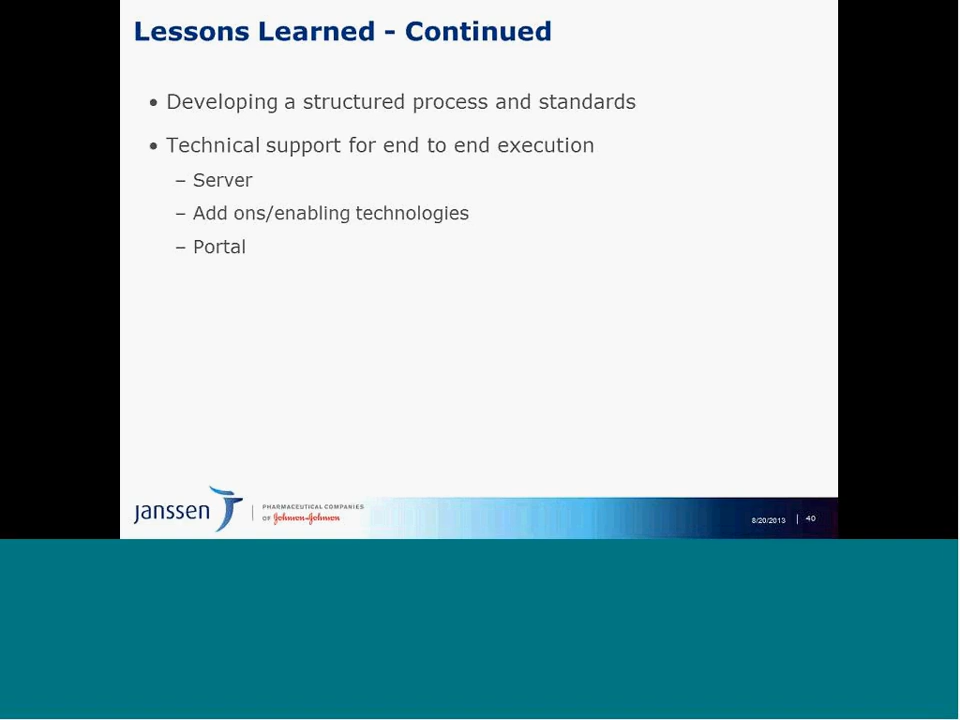 Lessons Learned - Continued
• Developing a structured process and standards
• Technical support for end to end execution
– Server
– Add ons/enabling technologies
– Portal
janssen
PHARMACEUTICAL COMPANIES
OF Johnson-Johnson
8/20/2013 | 40